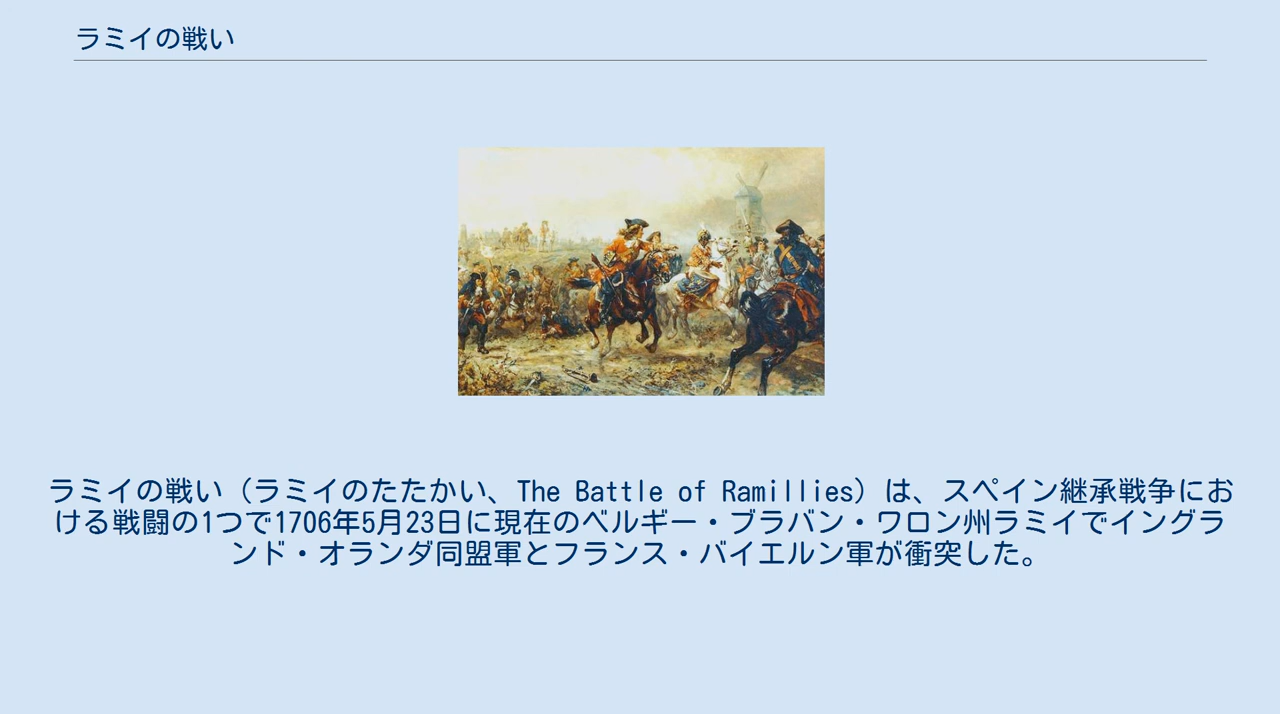 ラミイの戦い
ラミイの戦い（ラミイのたたかい、The Battle of Ramillies）は、スペイン継承戦争にお
ける戦闘の1つで1706年5月23日に現在のベルギー・ブラバン・ワロン州ラミイでイングラ
ンド・オランダ同盟軍とフランス・バイエルン軍が衝突した。